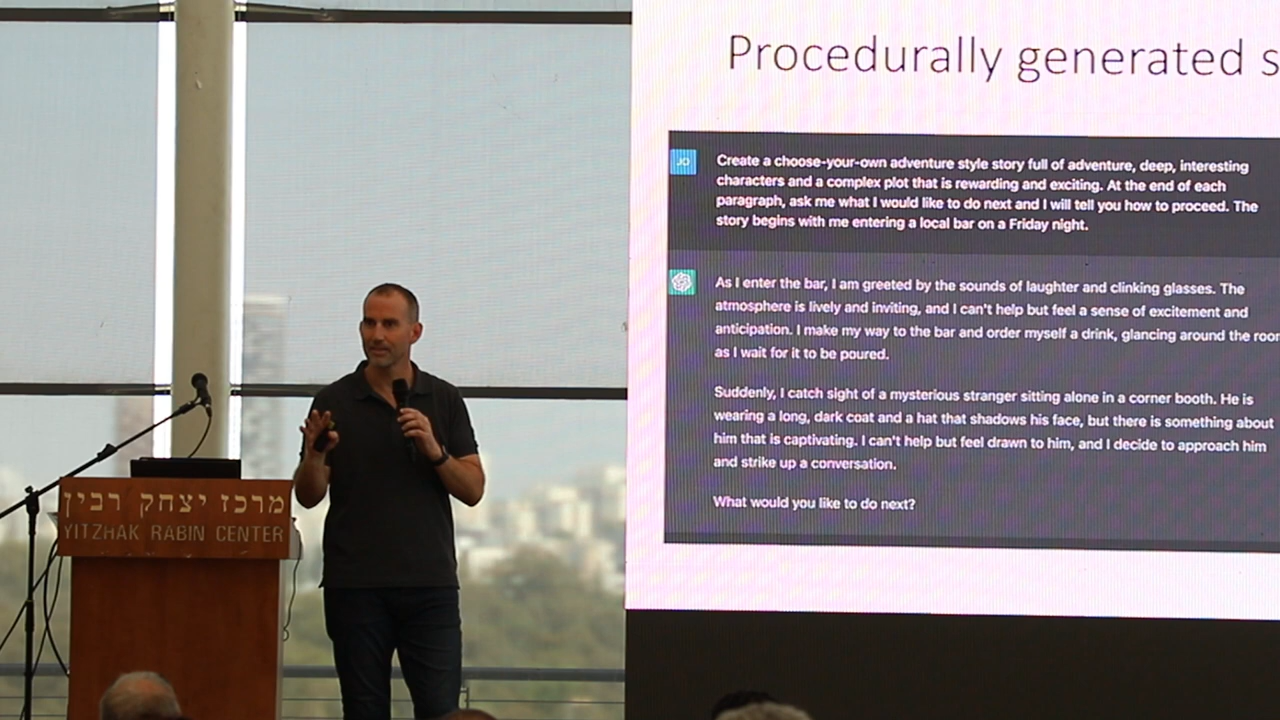 Procedurally generated s
JO
Create a choose-your-own adventure style story full of adventure, deep, interesting
characters and a complex plot that is rewarding and exciting. At the end of each
paragraph, ask me what I would like to do next and I will tell you how to proceed. The
story begins with me entering a local bar on a Friday night.
As I enter the bar, I am greeted by the sounds of laughter and clinking glasses. The
atmosphere is lively and inviting, and I can't help but feel a sense of excitement and
anticipation. I make my way to the bar and order myself a drink, glancing around the roor
as I wait for it to be poured.
Suddenly, I catch sight of a mysterious stranger sitting alone in a corner booth. He is
wearing a long, dark coat and a hat that shadows his face, but there is something about
him that is captivating. I can't help but feel drawn to him, and I decide to approach him
and strike up a conversation.
What would you like to do next?
מרכז יצחק רבין
YITZHAK RABIN CENTER